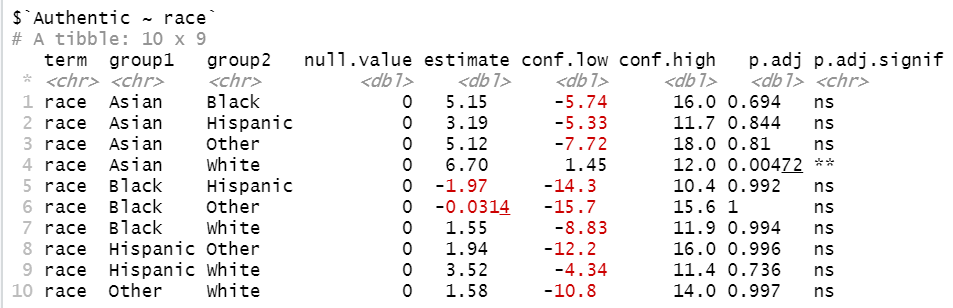 $`Authentic ~ race`
# A tibble: 10 x 9
term group1 group2 null.value estimate conf.low conf.high p.adj p.adj.signif
* <chr> <chr> <chr> <dbl> <dbl> <dbl> <dbl> <dbl> <chr>
1 race Asian Black 0 5.15 -5.74 16.0 0.694 ns
2 race Asian Hispanic 0 3.19 -5.33 11.7 0.844 ns
3 race Asian Other 0 5.12 -7.72 18.0 0.81 ns
4 race Asian White 0 6.70 1.45 12.0 0.00472 **
5 race Black Hispanic 0 -1.97 -14.3 10.4 0.992 ns
6 race Black Other 0 -0.0314 -15.7 15.6 1 ns
7 race Black White 0 1.55 -8.83 11.9 0.994 ns
8 race Hispanic Other 0 1.94 -12.2 16.0 0.996 ns
9 race Hispanic White 0 3.52 -4.34 11.4 0.736 ns
10 race Other White 0 1.58 -10.8 14.0 0.997 ns